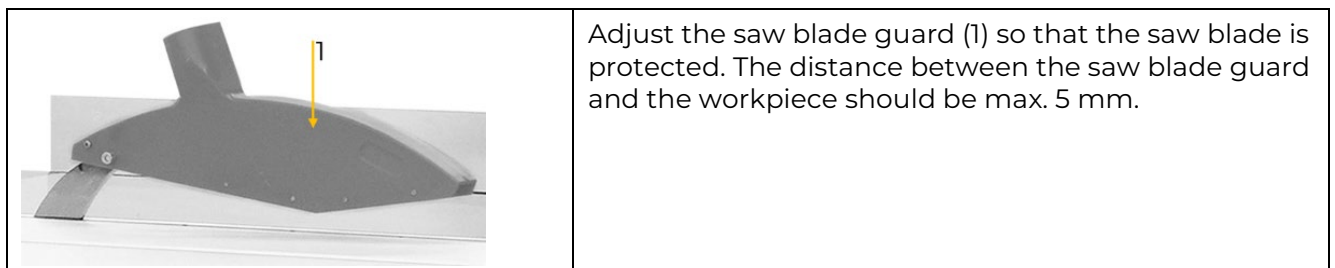 1
Adjust the saw blade guard (1) so that the saw blade is
protected. The distance between the saw blade guard
and the workpiece should be max. 5 mm.